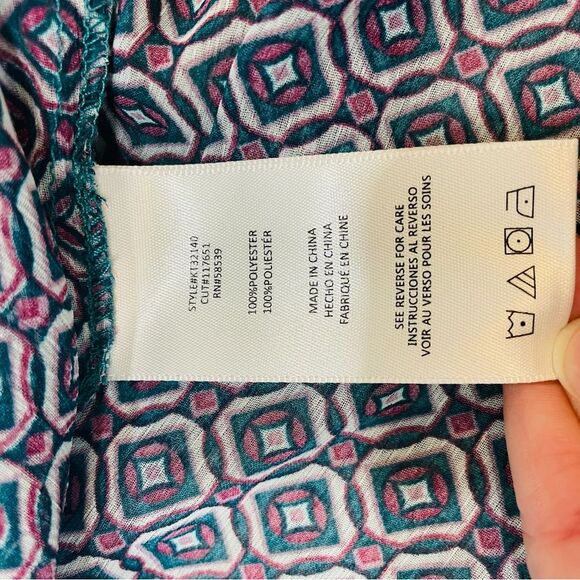 STYLE#KT32140
CUT#117651
RN#58539
100%POLYESTER
100%POLIESTÉR
MADE IN CHINA
HECHO EN CHINA
FABRIQUÉ EN CHINE
SEE REVERSE FOR CARE
INSTRUCCIONES AL REVERSO
VOIR AU VERSO POUR LES SOINS